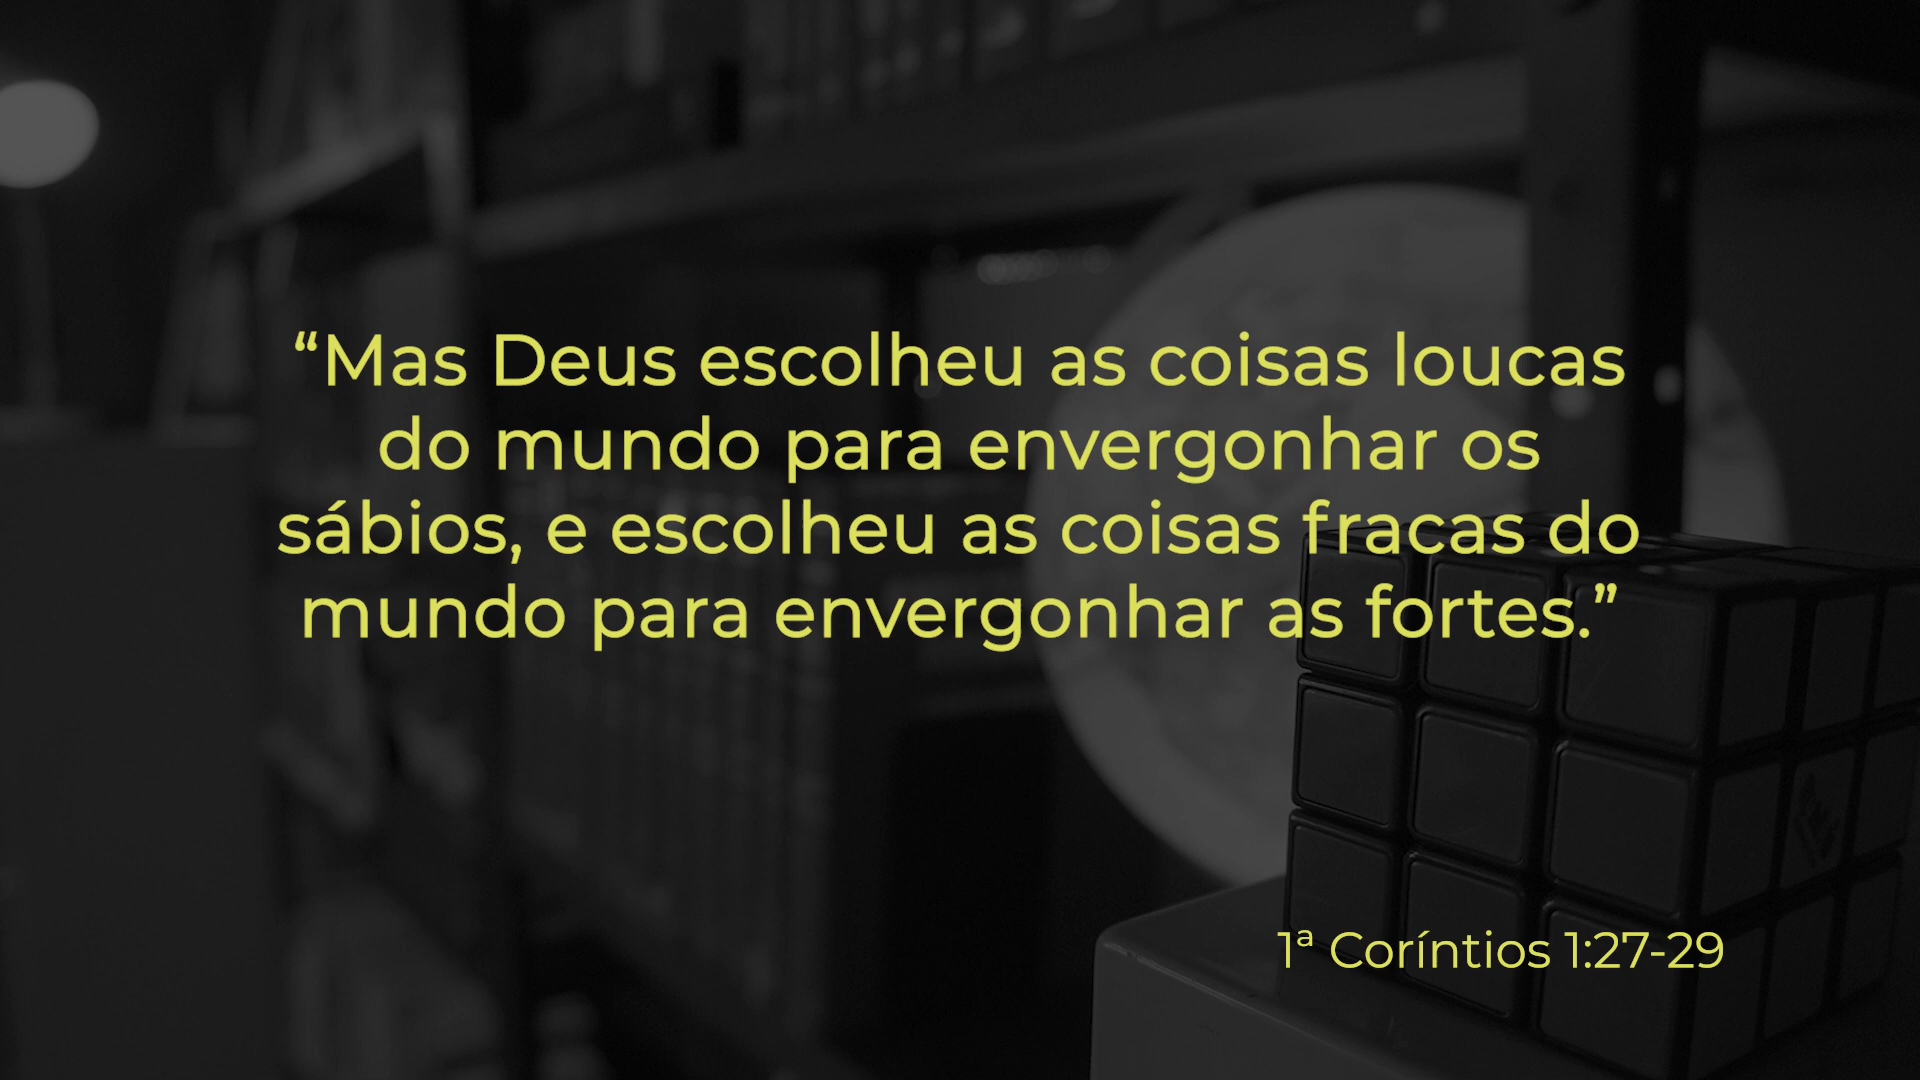 “Mas Deus escolheu as coisas loucas
do mundo para envergonhar os
sábios, e escolheu as coisas fracas do
mundo para envergonhar as fortes.”
1ª Coríntios 1:27-29